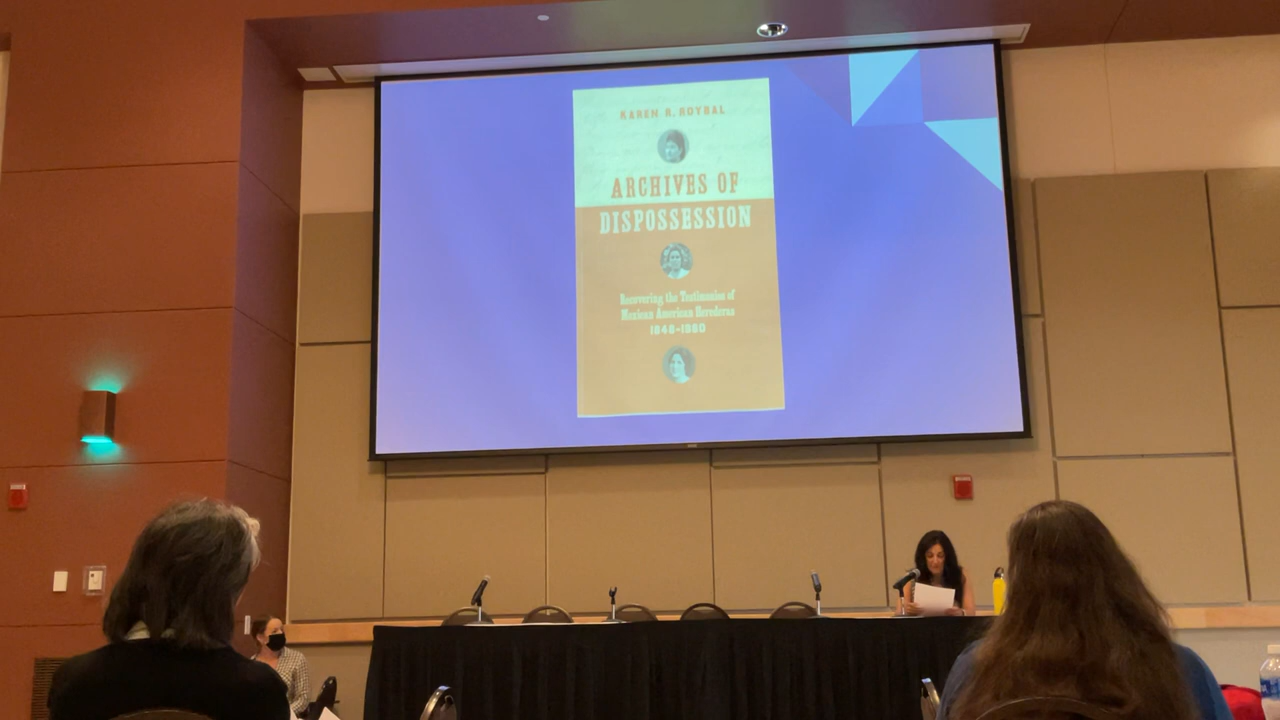 KAREN R. ROYBAL
ARCHIVES OF
DISPOSSESSION
Recovering the Testimonios of
Mexican American Herederas
1848–1960